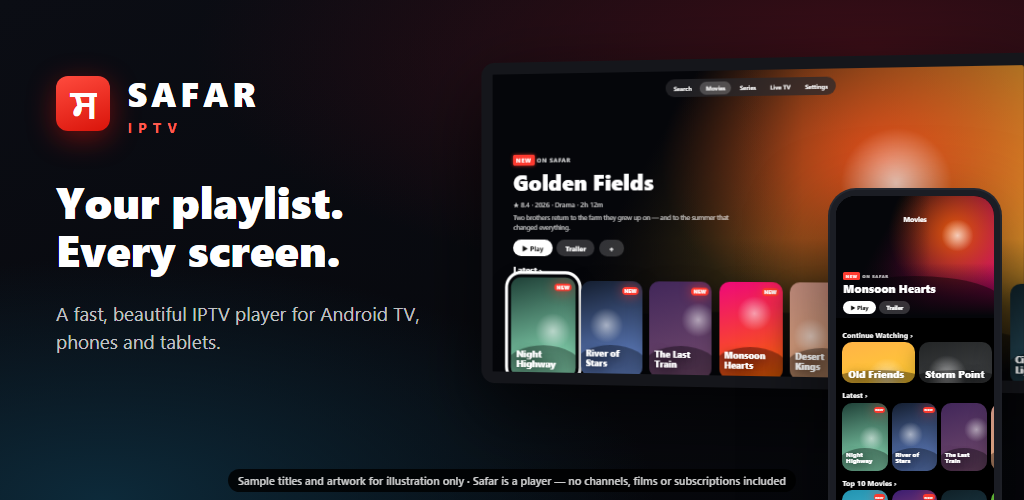 ਸ
SAFAR
IPTV
Your playlist.
Every screen.
A fast, beautiful IPTV player for Android TV,
phones and tablets.
Search Movies Series Live TV Settings
NEW ON SAFAR
Golden Fields
★ 8.4 · 2026 · Drama · 2h 12m
Two brothers return to the farm they grew up on — and to the summer that
changed everything.
▶ Play Trailer +
Latest ›
NEW
Night
Highway
NEW
River of
Stars
NEW
The Last
Train
NEW
Monsoon
Hearts
Desert
Kings
Movies
NEW ON SAFAR
Monsoon Hearts
▶ Play Trailer
Continue Watching ›
Old Friends
Storm Point
Latest ›
NEW
Night
Highway
NEW
River of
Stars
NEW
The Last
Train
Top 10 Movies ›
NEW
NEW
Sample titles and artwork for illustration only · Safar is a player — no channels, films or subscriptions included